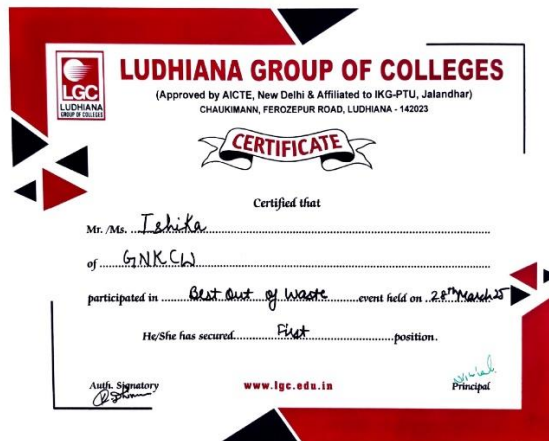 LGC
LUDHIANA
GROUP OF COLLEGES
LUDHIANA GROUP OF COLLEGES
(Approved by AICTE, New Delhi & Affiliated to IKG-PTU, Jalandhar)
CHAUKIMANN, FEROZEPUR ROAD, LUDHIANA - 142023
CERTIFICATE
Certified that
Mr. /Ms. Ishika
of GNKCW
participated in Best Out of Waste event held on 28th March 25
He/She has secured First position.
Auth. Signatory
www.lgc.edu.in
Principal